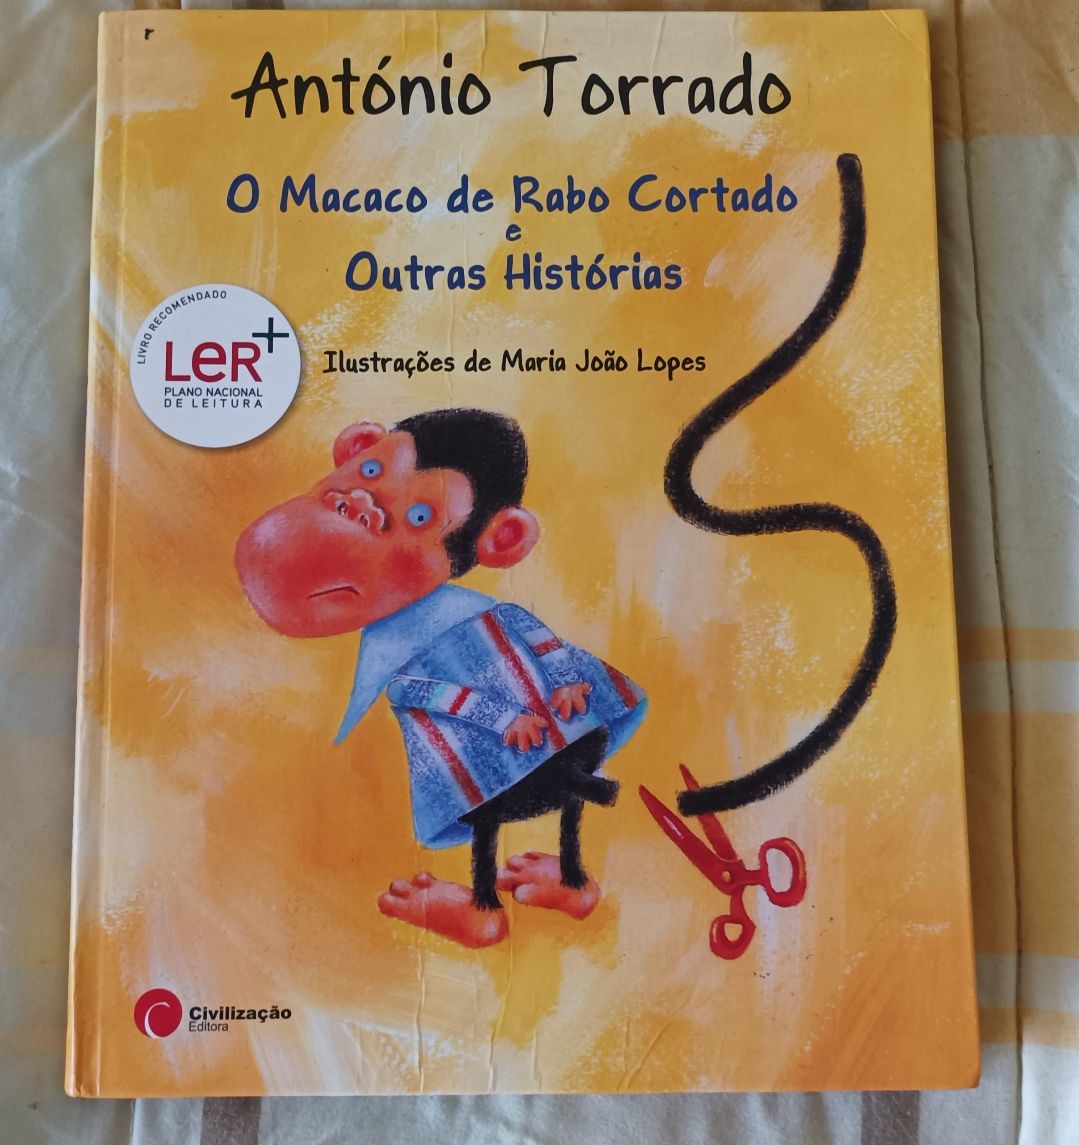 António Torrado
O Macaco de Rabo Cortado
e
Outras Histórias
LIVRO RECOMENDADO
LeR+
PLANO NACIONAL
DE LEITURA
Ilustrações de Maria João Lopes
Civilização
Editora